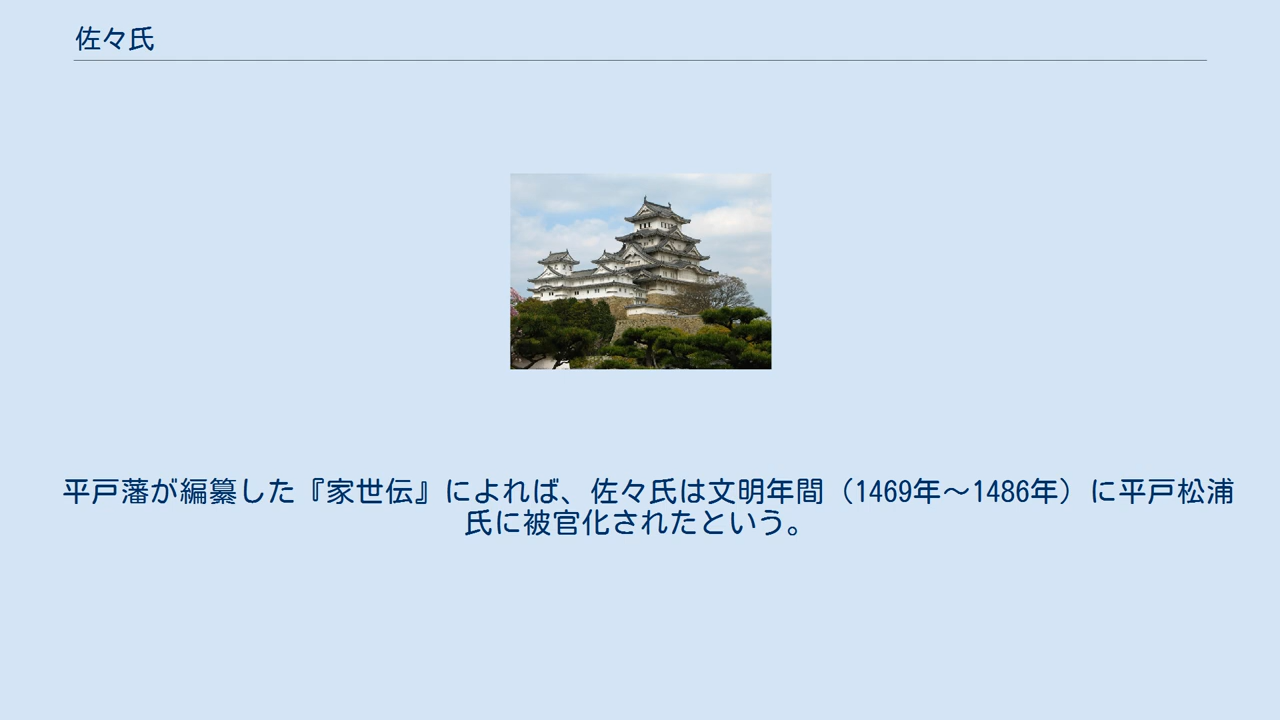 佐々氏
平戸藩が編纂した『家世伝』によれば、佐々氏は文明年間（1469年〜1486年）に平戸松浦
氏に被官化されたという。